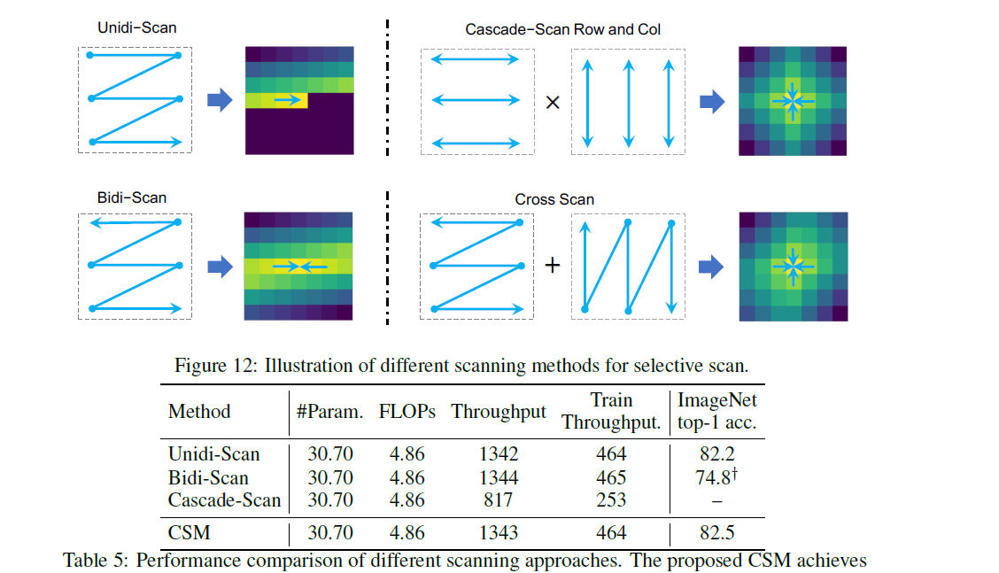 Unidi-Scan
Cascade-Scan Row and Col
×
Bidi-Scan
Cross Scan
+
Figure 12: Illustration of different scanning methods for selective scan.
Method #Param. FLOPs Throughput Train Throughput. ImageNet top-1 acc.
Unidi-Scan 30.70 4.86 1342 464 82.2
Bidi-Scan 30.70 4.86 1344 465 74.8†
Cascade-Scan 30.70 4.86 817 253 –
CSM 30.70 4.86 1343 464 82.5
Table 5: Performance comparison of different scanning approaches. The proposed CSM achieves